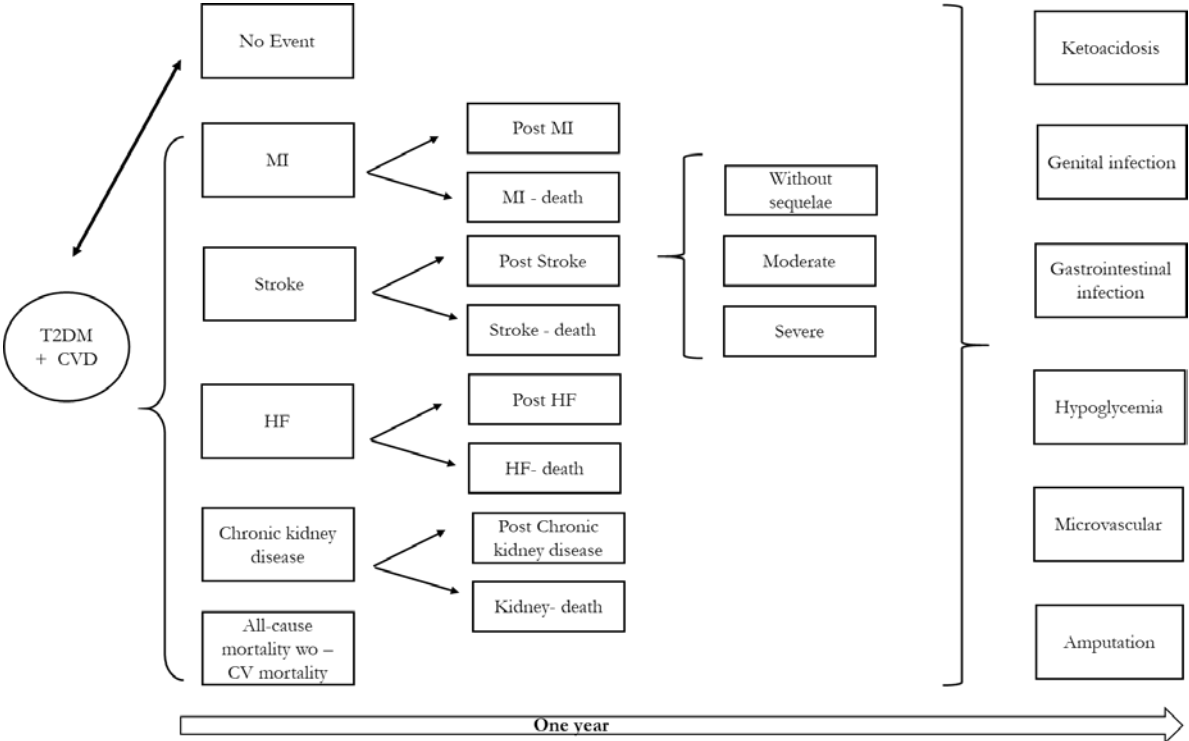 No Event
MI
Stroke
T2DM
+ CVD
HF
Chronic kidney
disease
All-cause
mortality wo –
CV mortality
Post MI
MI - death
Post Stroke
Stroke - death
Post HF
HF- death
Post Chronic
kidney disease
Kidney- death
Without
sequelae
Moderate
Severe
Ketoacidosis
Genital infection
Gastrointestinal
infection
Hypoglycemia
Microvascular
Amputation
One year